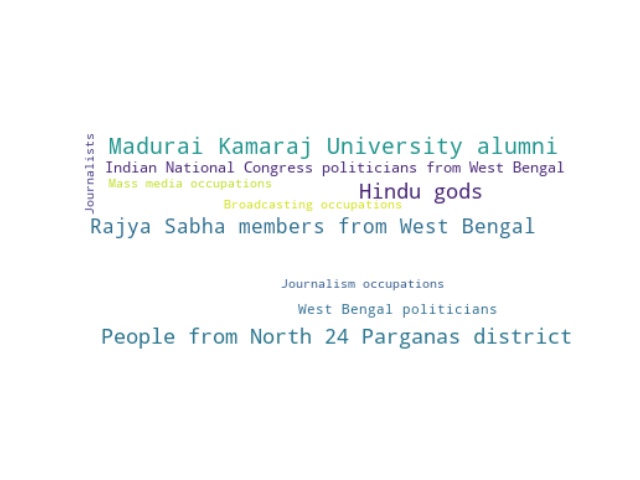 Journalists
Madurai Kamaraj University alumni
Indian National Congress politicians from West Bengal
Mass media occupations
Hindu gods
Broadcasting occupations
Rajya Sabha members from West Bengal
Journalism occupations
West Bengal politicians
People from North 24 Parganas district